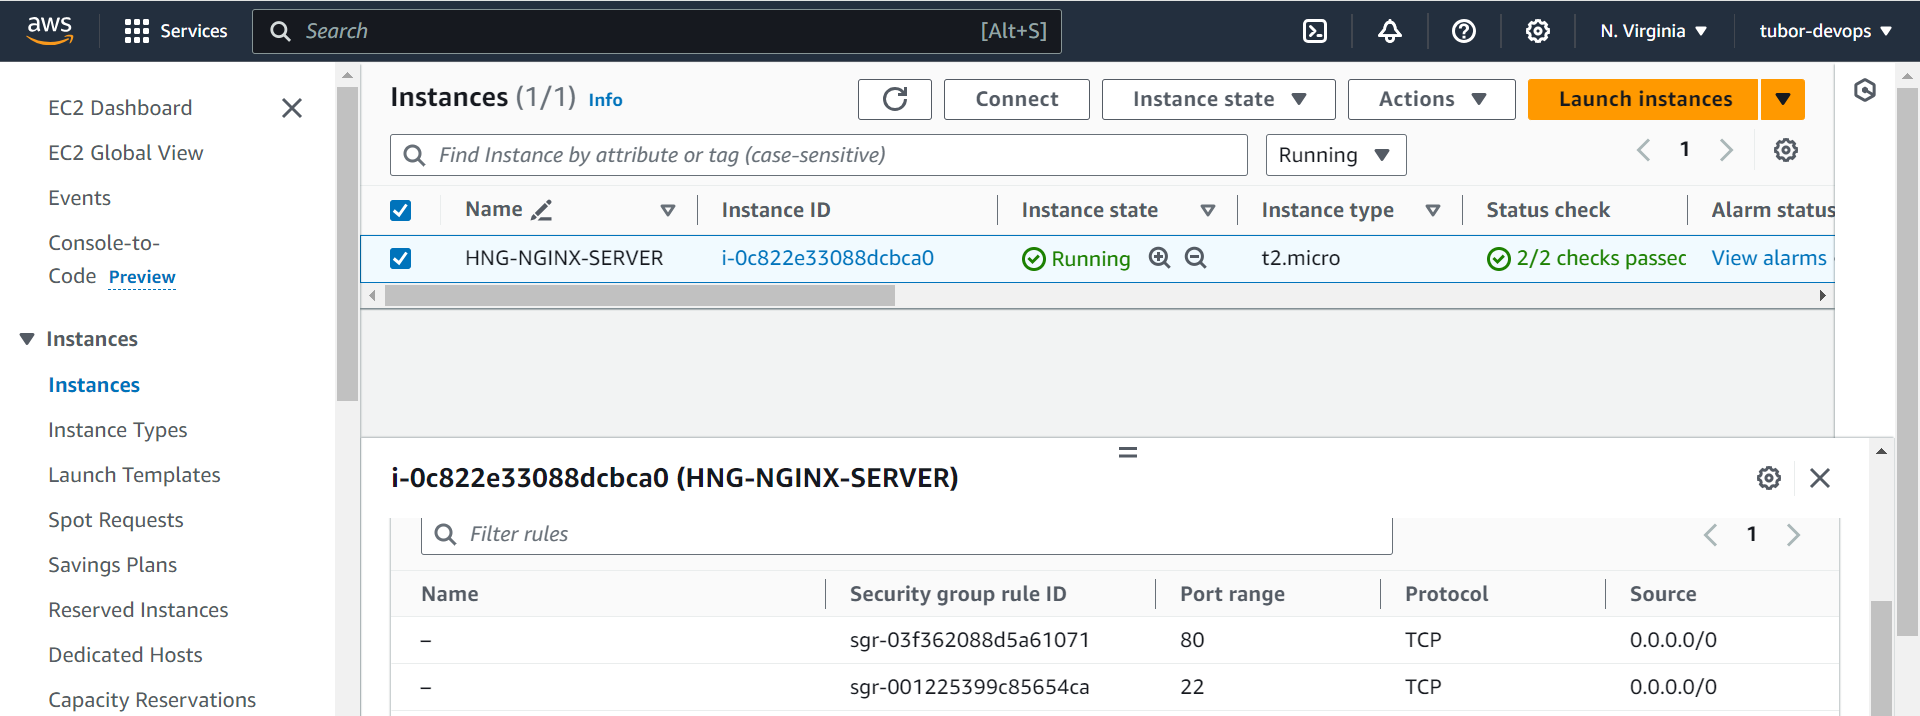 aws Services Search [Alt+S] N. Virginia tubor-devops
EC2 Dashboard
EC2 Global View
Events
Console-to-
Code Preview
Instances
Instances
Instance Types
Launch Templates
Spot Requests
Savings Plans
Reserved Instances
Dedicated Hosts
Capacity Reservations
Instances (1/1) Info Connect Instance state Actions Launch instances
Find Instance by attribute or tag (case-sensitive) Running 1
Name Instance ID Instance state Instance type Status check Alarm status
HNG-NGINX-SERVER i-0c822e33088dcbca0 Running t2.micro 2/2 checks passec View alarms
i-0c822e33088dcbca0 (HNG-NGINX-SERVER)
Filter rules 1
Name Security group rule ID Port range Protocol Source
– sgr-03f362088d5a61071 80 TCP 0.0.0.0/0
– sgr-001225399c85654ca 22 TCP 0.0.0.0/0